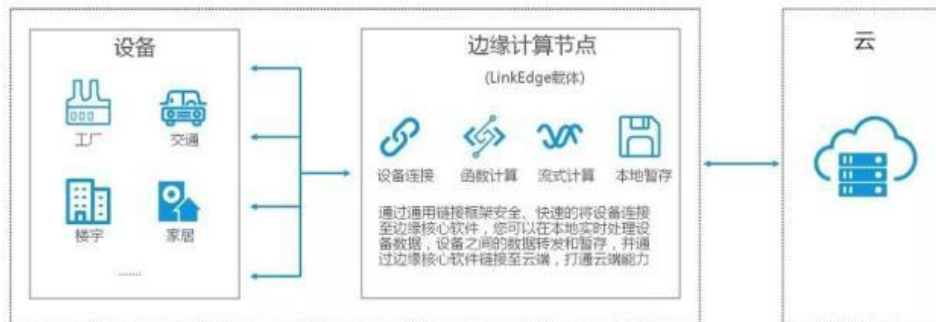 设备
工厂
交通
楼宇
家居
......
边缘计算节点
(LinkEdge载体)
设备连接
函数计算
流式计算
本地暂存
通过通用链接框架安全、快速的将设备连接
至边缘核心软件，您可以在本地实时处理设
备数据，设备之间的数据转发和暂存，并通
过边缘核心软件链接至云端，打通云端能力
云